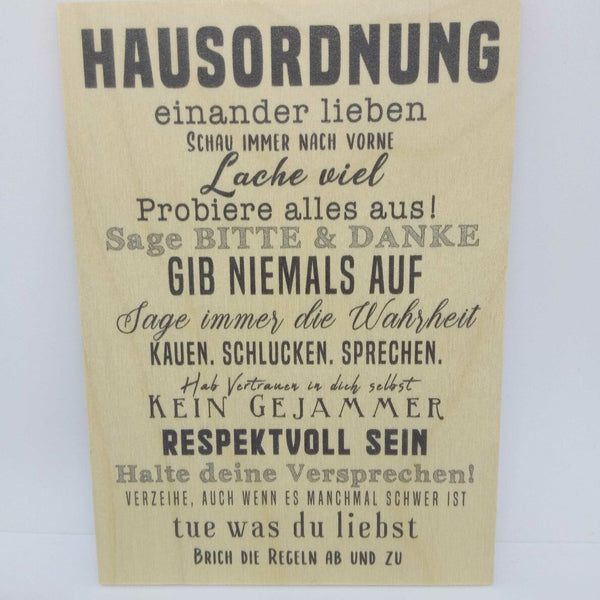 HAUSORDNUNG
einander lieben
SCHAU IMMER NACH VORNE
Lache viel
Probiere alles aus!
Sage BITTE & DANKE
GIB NIEMALS AUF
Sage immer die Wahrheit
KAUEN. SCHLUCKEN. SPRECHEN.
Hab Vertrauen in dich selbst
KEIN GEJAMMER
RESPEKTVOLL SEIN
Halte deine Versprechen!
VERZEIHE, AUCH WENN ES MANCHMAL SCHWER IST
tue was du liebst
BRICH DIE REGELN AB UND ZU